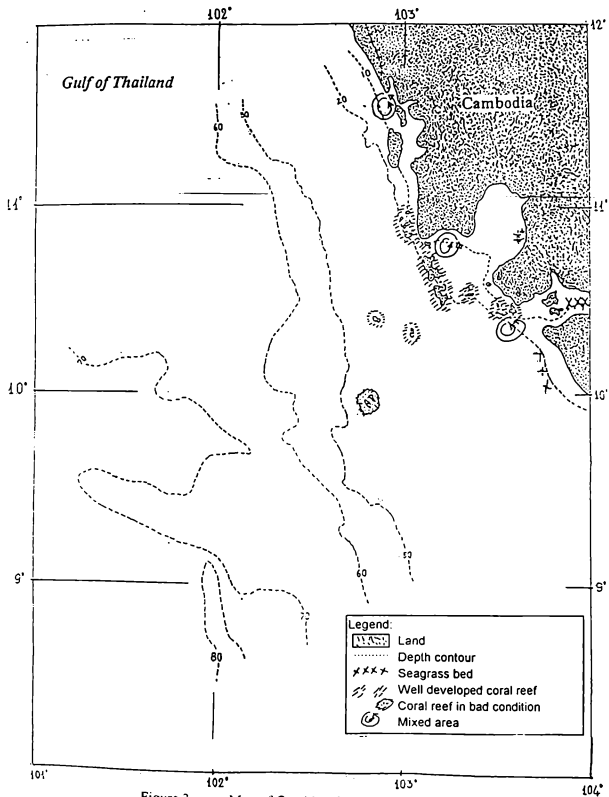 102°
103°
12°
Gulf of Thailand
10
20
Cambodia
50
60
11°
11°
70
10°
10°
9°
50
9°
60
70
80
Legend:
Land
Depth contour
Seagrass bed
Well developed coral reef
Coral reef in bad condition
Mixed area
101°
102°
103°
104°